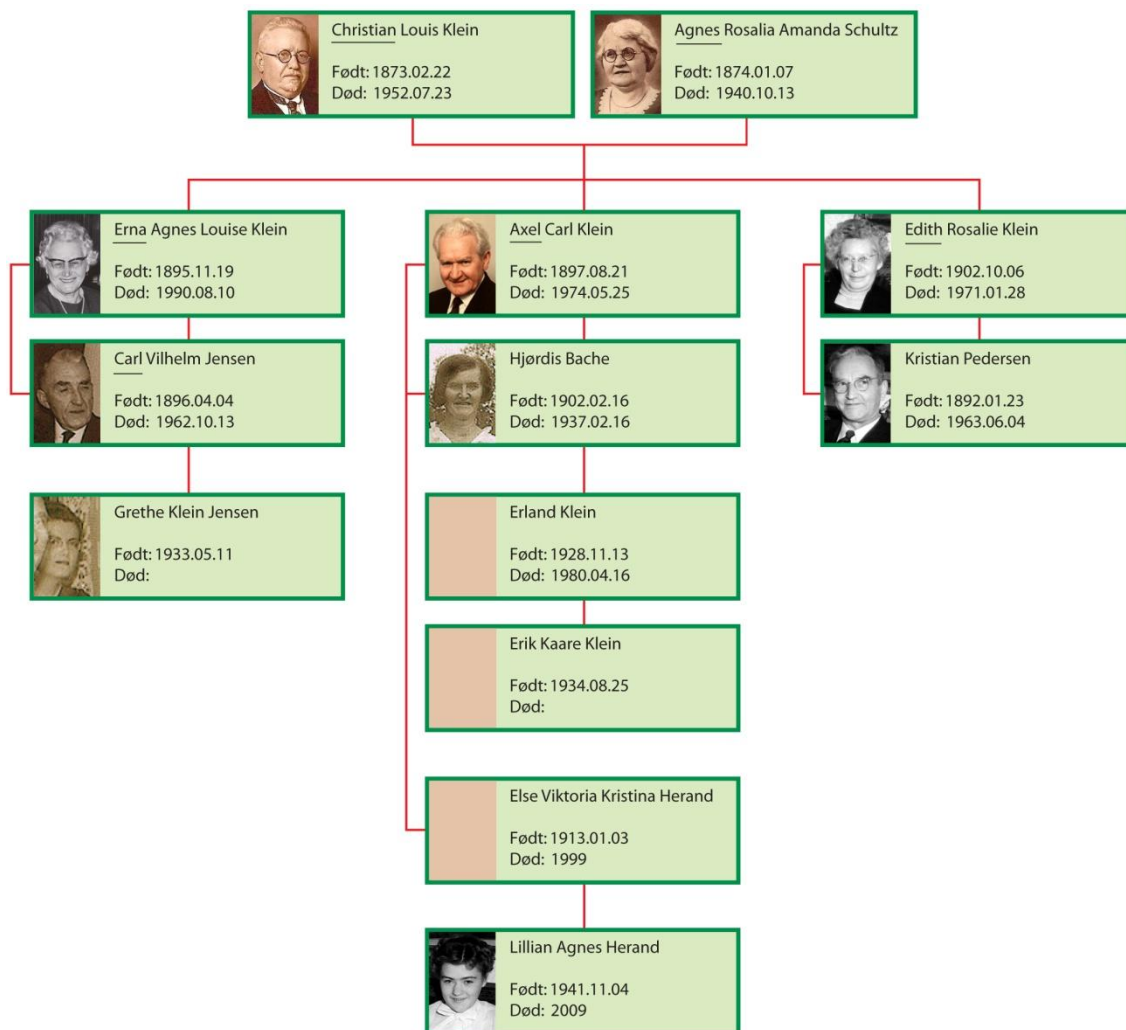 Christian Louis Klein
Født: 1873.02.22
Død: 1952.07.23
Agnes Rosalia Amanda Schultz
Født: 1874.01.07
Død: 1940.10.13
Erna Agnes Louise Klein
Født: 1895.11.19
Død: 1990.08.10
Axel Carl Klein
Født: 1897.08.21
Død: 1974.05.25
Edith Rosalie Klein
Født: 1902.10.06
Død: 1971.01.28
Carl Vilhelm Jensen
Født: 1896.04.04
Død: 1962.10.13
Hjørdis Bache
Født: 1902.02.16
Død: 1937.02.16
Kristian Pedersen
Født: 1892.01.23
Død: 1963.06.04
Grethe Klein Jensen
Født: 1933.05.11
Død:
Erland Klein
Født: 1928.11.13
Død: 1980.04.16
Erik Kaare Klein
Født: 1934.08.25
Død:
Else Viktoria Kristina Herand
Født: 1913.01.03
Død: 1999
Lillian Agnes Herand
Født: 1941.11.04
Død: 2009